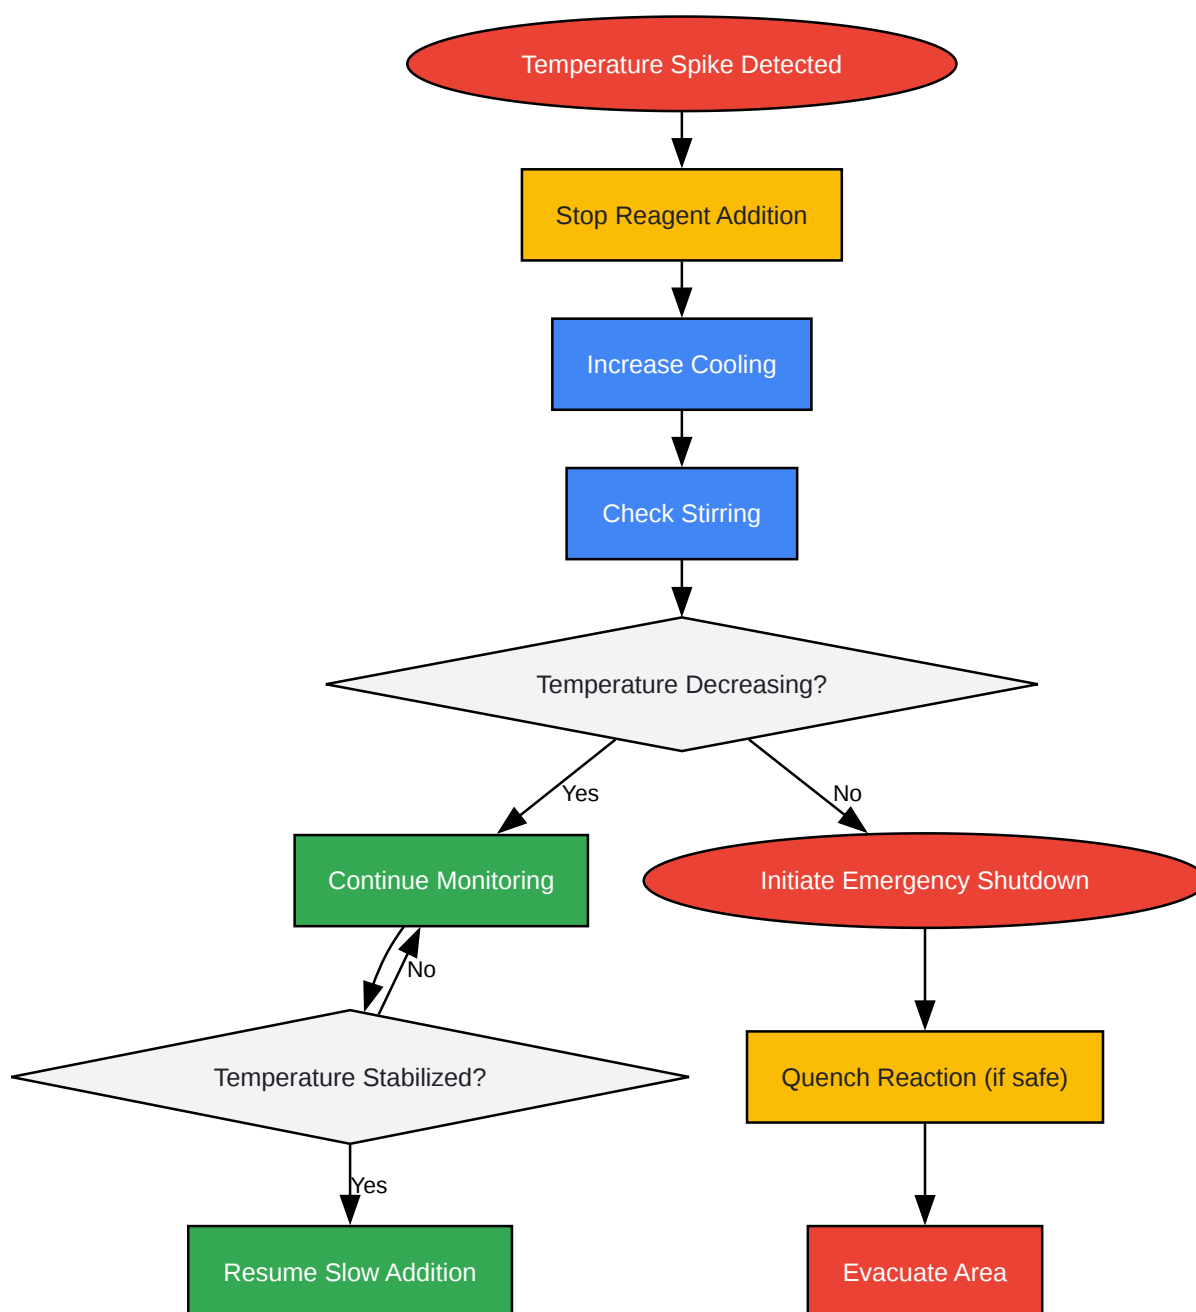 Temperature Spike Detected
Stop Reagent Addition
Increase Cooling
Check Stirring
Temperature Decreasing?
Yes
No
Continue Monitoring
Initiate Emergency Shutdown
No
Temperature Stabilized?
Quench Reaction (if safe)
Yes
Resume Slow Addition
Evacuate Area